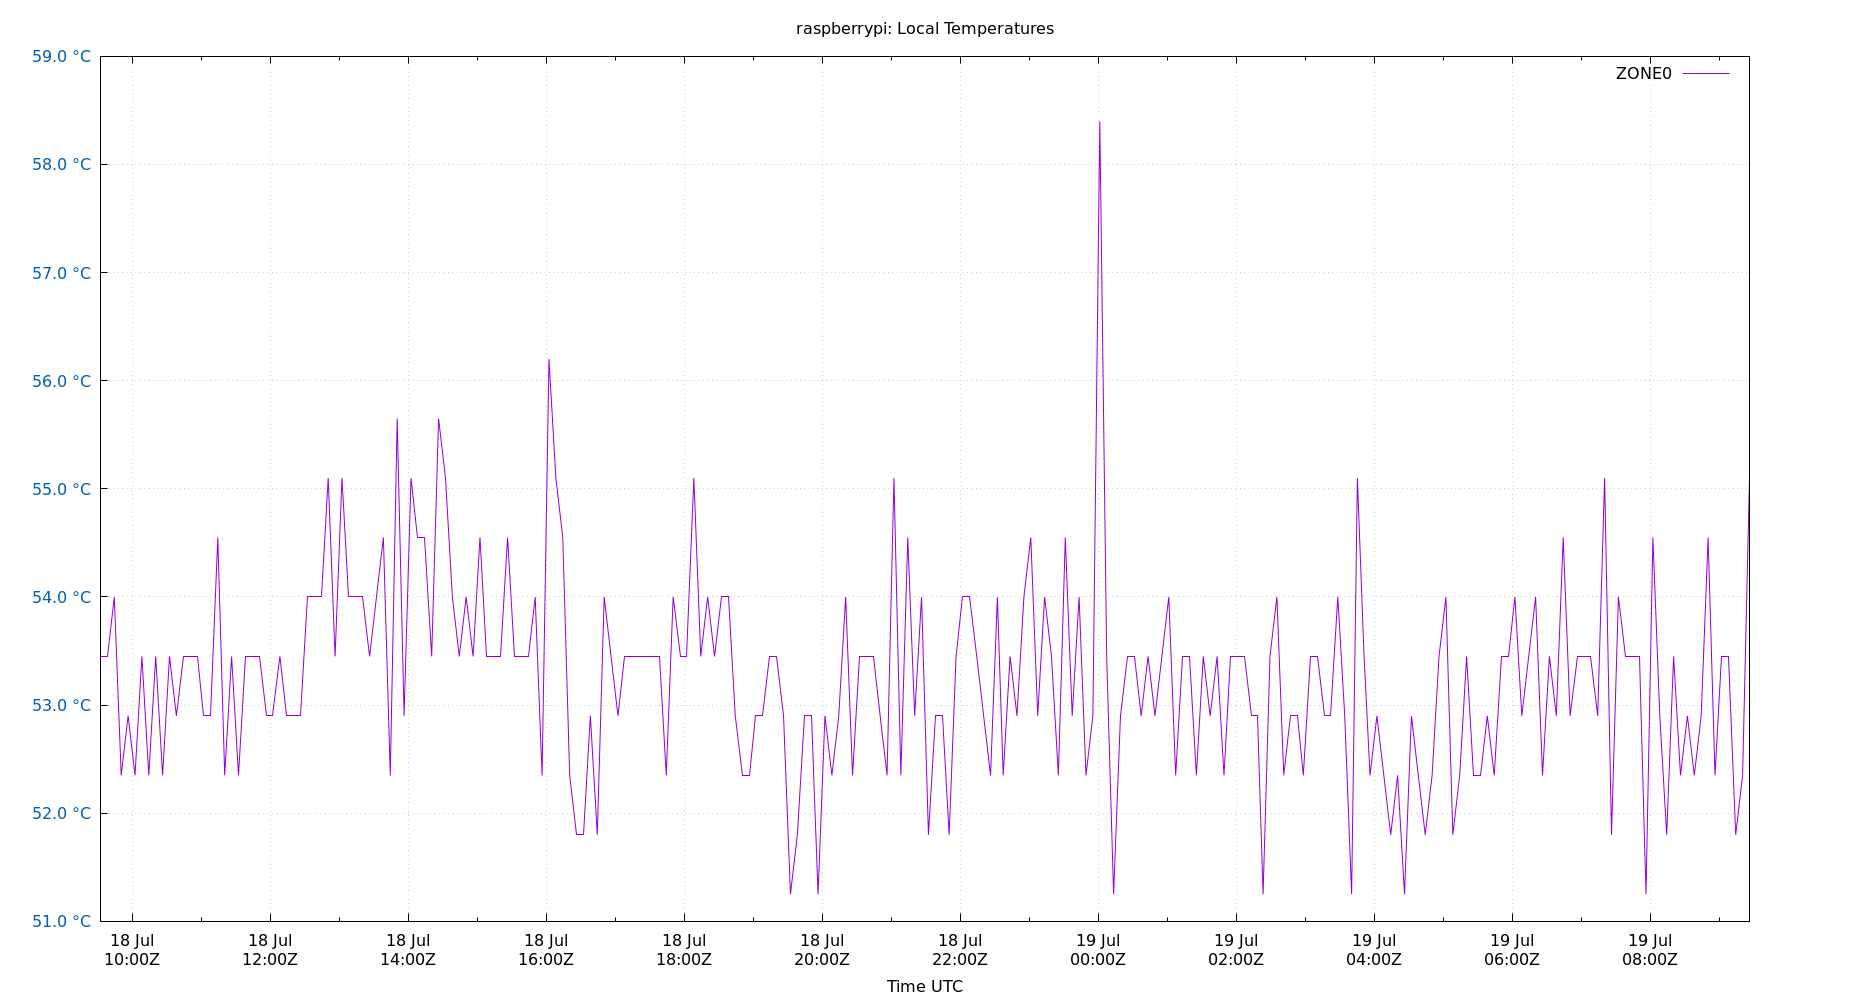 raspberrypi: Local Temperatures
59.0 °C
ZONE0
58.0 °C
57.0 °C
56.0 °C
55.0 °C
54.0 °C
53.0 °C
52.0 °C
51.0 °C
18 Jul 18 Jul 18 Jul 18 Jul 18 Jul 18 Jul 18 Jul 19 Jul 19 Jul 19 Jul 19 Jul 19 Jul
10:00Z 12:00Z 14:00Z 16:00Z 18:00Z 20:00Z 22:00Z 00:00Z 02:00Z 04:00Z 06:00Z 08:00Z
Time UTC